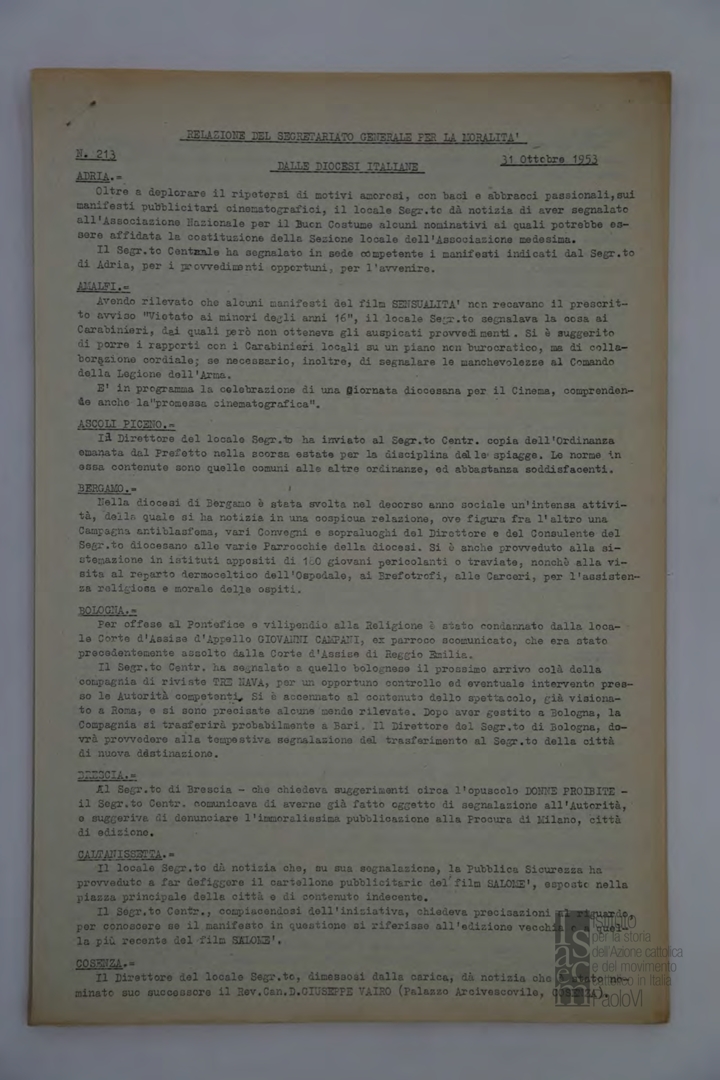 RELAZIONE DEL SEGRETARIATO GENERALE PER LA MORALITA'
N. 213
31 Ottobre 1953
DALLE DIOCESI ITALIANE
ADRIA.=
Oltre a deplorare il ripetersi di motivi amorosi, con baci e abbracci passionali,sui
manifesti pubblicitari cinematografici, il locale Segr.to dà notizia di aver segnalato
all'Associazione Nazionale per il Buon Costume alcuni nominativi ai quali potrebbe es-
sere affidata la costituzione della Sezione locale dell'Associazione medesima.
Il Segr.to Centrale ha segnalato in sede competente i manifesti indicati dal Segr.to
di Adria, per i provvedimenti opportuni, per l'avvenire.
AMALFI.=
Avendo rilevato che alcuni manifesti del film SENSUALITA' non recavano il prescrit-
to avviso "Vietato ai minori degli anni 16", il locale Segr.to segnalava la cosa ai
Carabinieri, dai quali però non otteneva gli auspicati provvedimenti. Si è suggerito
di porre i rapporti con i Carabinieri locali su un piano non burocratico, ma di colla-
borazione cordiale; se necessario, inoltre, di segnalare le manchevolezze al Comando
della Legione dell'Arma.
E' in programma la celebrazione di una giornata diocesana per il Cinema, comprenden-
de anche la"promessa cinematografica".
ASCOLI PICENO.=
Il Direttore del locale Segr.to ha inviato al Segr.to Centr. copia dell'Ordinanza
emanata dal Prefetto nella scorsa estate per la disciplina delle spiagge. Le norme in
essa contenute sono quelle comuni alle altre ordinanze, ed abbastanza soddisfacenti.
BERGAMO.=
Nella diocesi di Bergamo è stata svolta nel decorso anno sociale un'intensa attivi-
tà, della quale si ha notizia in una cospicua relazione, ove figura fra l'altro una
Campagna antiblasfema, vari Convegni e sopraluoghi del Direttore e del Consulente del
Segr.to diocesano alle varie Parrocchie della diocesi. Si è anche provveduto alla si-
stemazione in istituti appositi di 180 giovani pericolanti o traviate, nonchè alla vi-
sita al reparto dermoceltico dell'Ospedale, ai Brefotrofi, alle Carceri, per l'assisten-
za religiosa e morale delle ospiti.
BOLOGNA.=
Per offese al Pontefice e vilipendio alla Religione è stato condannato dalla loca-
le Corte d'Assise d'Appello GIOVANNI CAMPANI, ex parroco scomunicato, che era stato
precedentemente assolto dalla Corte d'Assise di Reggio Emilia.
Il Segr.to Centr. ha segnalato a quello bolognese il prossimo arrivo colà della
compagnia di riviste TRE NAVA, per un opportuno controllo ed eventuale intervento pres-
so le Autorità competenti. Si è accennato al contenuto dello spettacolo, già visiona-
to a Roma, e si sono precisate alcune mende rilevate. Dopo aver gestito a Bologna, la
Compagnia si trasferirà probabilmente a Bari. Il Direttore del Segr.to di Bologna, do-
vrà provvedere alla tempestiva segnalazione del trasferimento al Segr.to della città
di nuova déstinazione.
BRESCIA.=
Al Segr.to di Brescia - che chiedeva suggerimenti circa l'opuscolo DONNE PROIBITE -
il Segr.to Centr. comunicava di averne già fatto oggetto di segnalazione all'Autorità,
e suggeriva di denunciare l'immoralissima pubblicazione alla Procura di Milano, città
di edizione.
CALTANISSETTA.=
Il locale Segr.to dà notizia che, su sua segnalazione, la Pubblica Sicurezza ha
provveduto a far defiggere il cartellone pubblicitario del film SALOME', esposto nella
piazza principale della città e di contenuto indecente.
Il Segr.to Centr., compiacendosi dell'iniziativa, chiedeva precisazioni al riguardo,
per conoscere se il manifesto in questione si riferisse all'edizione vecchia quel-
la più recente del film SALOME'.
COSENZA.=
Il Direttore del locale Segr.to, dimessosi dalla carica, dà notizia che stato no-
minato suo successore il Rev.Can.D.GIUSEPPE VAIRO (Palazzo Arcivescovile, Cosenza).
Istituto
per la storia
dell'Azione cattolica
e del movimento
cattolico in Italia
PaoloVI